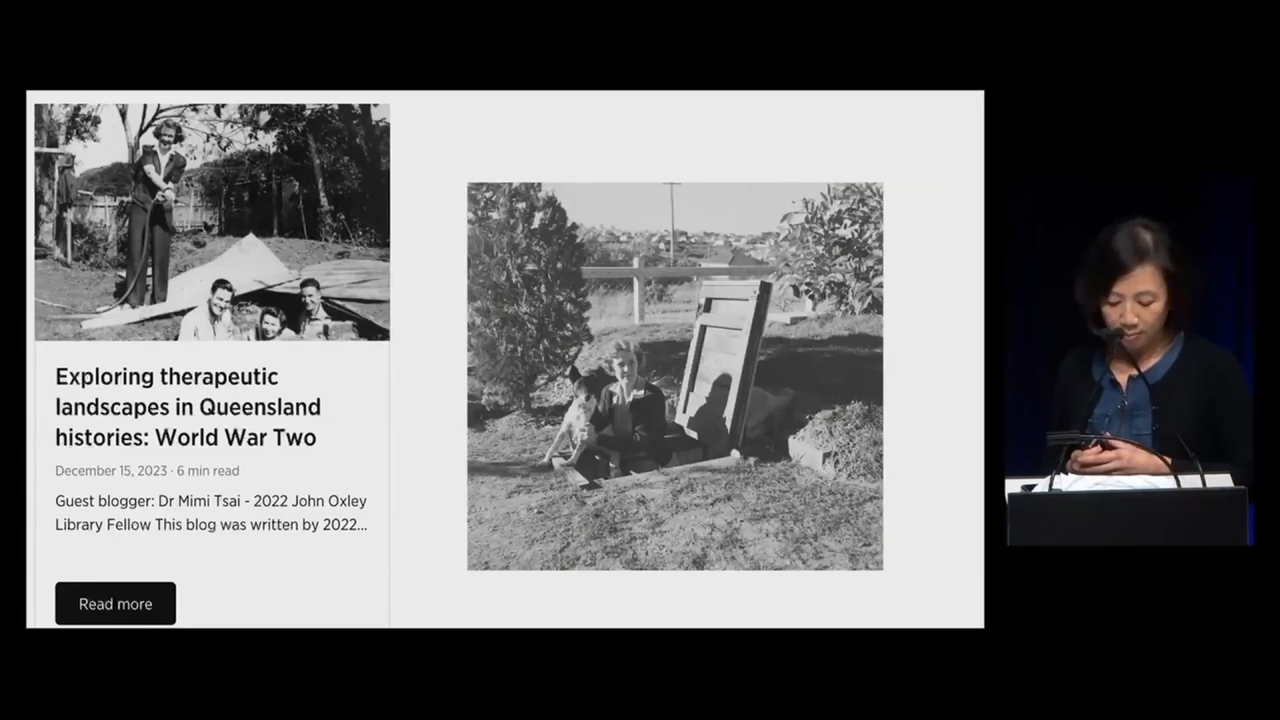 Exploring therapeutic
landscapes in Queensland
histories: World War Two
December 15, 2023 · 6 min read
Guest blogger: Dr Mimi Tsai - 2022 John Oxley
Library Fellow This blog was written by 2022...
Read more